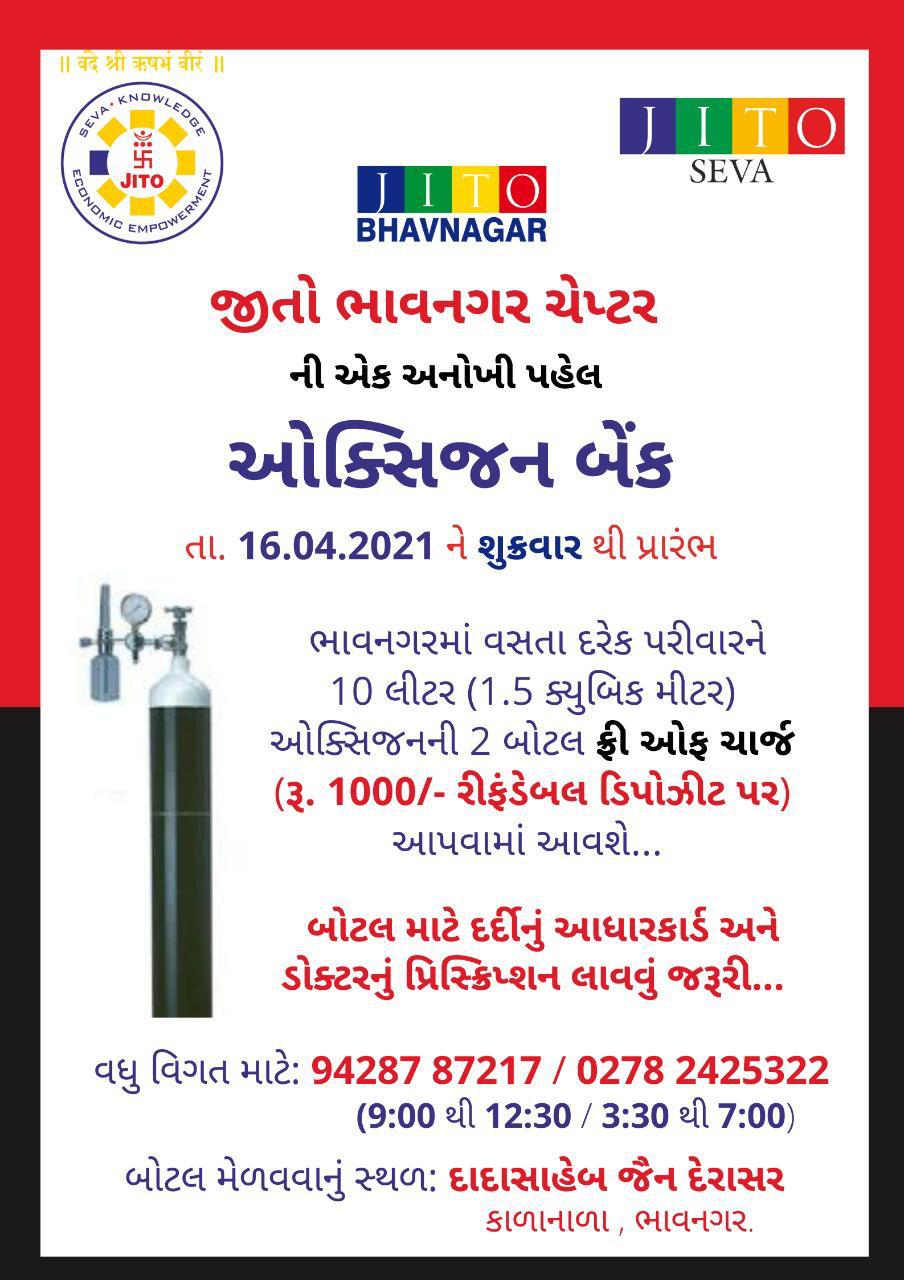 ॥ वंदे श्री ऋषभं वीरं ॥
SEVA • KNOWLEDGE
ECONOMIC EMPOWERMENT
JITO
JITO
SEVA
JITO
BHAVNAGAR
જીતો ભાવનગર ચેપ્ટર
ની એક અનોખી પહેલ
ઓક્સિજન બેંક
તા. 16.04.2021 ને શુક્રવાર થી પ્રારંભ
ભાવનગરમાં વસતા દરેક પરીવારને
10 લીટર (1.5 ક્યુબિક મીટર)
ઓક્સિજનની 2 બોટલ ફ્રી ઓફ ચાર્જ
(રૂ. 1000/- રીફંડેબલ ડિપોઝીટ પર)
આપવામાં આવશે...
બોટલ માટે દર્દીનું આધારકાર્ડ અને
ડોક્ટરનું પ્રિસ્ક્રિપ્શન લાવવું જરૂરી...
વધુ વિગત માટે: 94287 87217 / 0278 2425322
(9:00 થી 12:30 / 3:30 થી 7:00)
બોટલ મેળવવાનું સ્થળ: દાદાસાહેબ જૈન દેરાસર
કાળાનાળા , ભાવનગર.